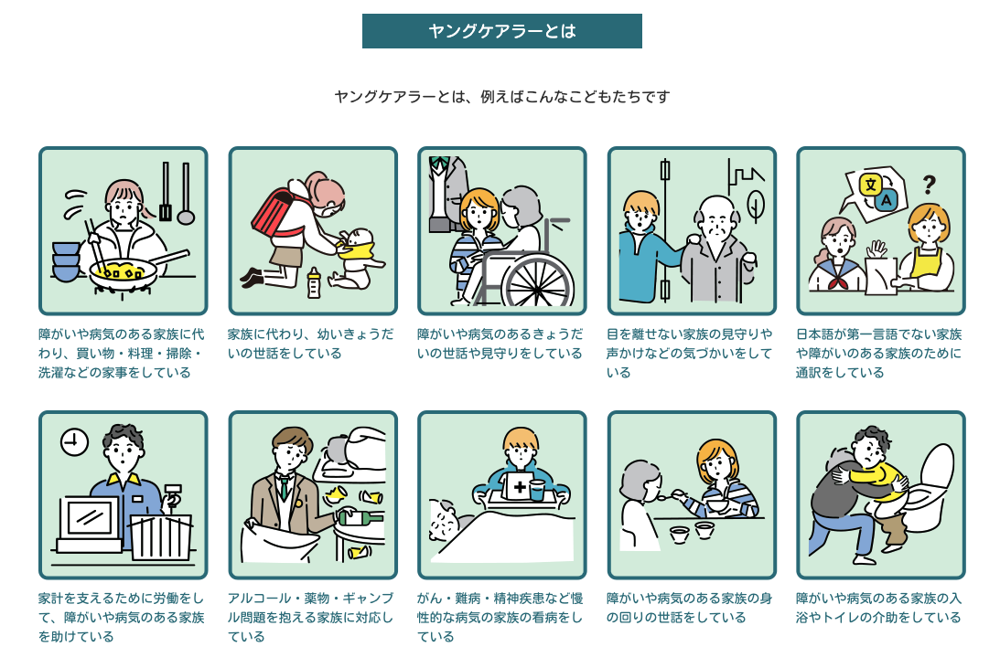 ヤングケアラーとは
ヤングケアラーとは、例えばこんなこどもたちです
文
A
?
障がいや病気のある家族に代
わり、買い物・料理・掃除・
洗濯などの家事をしている
家族に代わり、幼いきょうだ
いの世話をしている
障がいや病気のあるきょうだ
いの世話や見守りをしている
目を離せない家族の見守りや
声かけなどの気づかいをして
いる
日本語が第一言語でない家族
や障がいのある家族のために
通訳をしている
家計を支えるために労働をし
て、障がいや病気のある家族
を助けている
アルコール・薬物・ギャンブ
ル問題を抱える家族に対応し
ている
がん・難病・精神疾患など慢
性的な病気の家族の看病をし
ている
障がいや病気のある家族の身
の回りの世話をしている
障がいや病気のある家族の入
浴やトイレの介助をしている